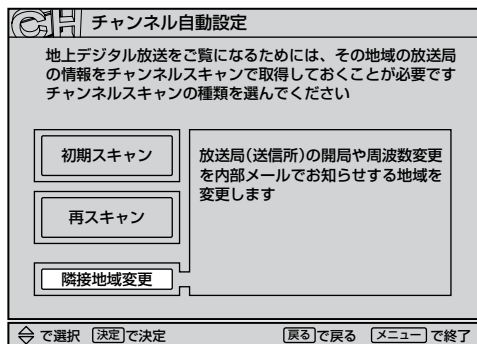 CH チャンネル自動設定
地上デジタル放送をご覧になるためには、その地域の放送局
の情報をチャンネルスキャンで取得しておくことが必要です
チャンネルスキャンの種類を選んでください
初期スキャン
再スキャン
隣接地域変更
放送局(送信所)の開局や周波数変更
を内部メールでお知らせする地域を
変更します
で選択 決定で決定 戻るで戻る メニューで終了